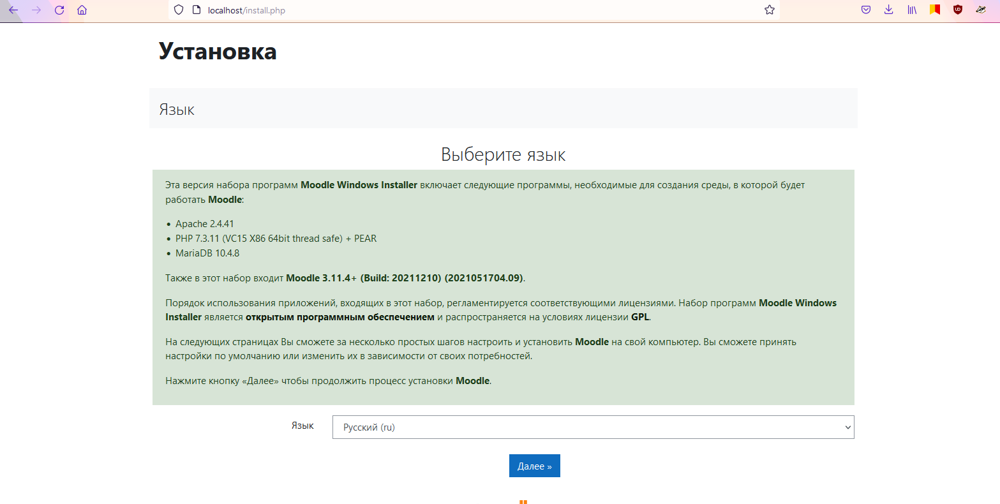 localhost/install.php
Установка
Язык
Выберите язык
Эта версия набора программ Moodle Windows Installer включает следующие программы, необходимые для создания среды, в которой будет
работать Moodle:
Apache 2.4.41
PHP 7.3.11 (VC15 X86 64bit thread safe) + PEAR
MariaDB 10.4.8
Также в этот набор входит Moodle 3.11.4+ (Build: 20211210) (2021051704.09).
Порядок использования приложений, входящих в этот набор, регламентируется соответствующими лицензиями. Набор программ Moodle Windows
Installer является открытым программным обеспечением и распространяется на условиях лицензии GPL.
На следующих страницах Вы сможете за несколько простых шагов настроить и установить Moodle на свой компьютер. Вы сможете принять
настройки по умолчанию или изменить их в зависимости от своих потребностей.
Нажмите кнопку «Далее» чтобы продолжить процесс установки Moodle.
Язык Русский (ru)
Далее »